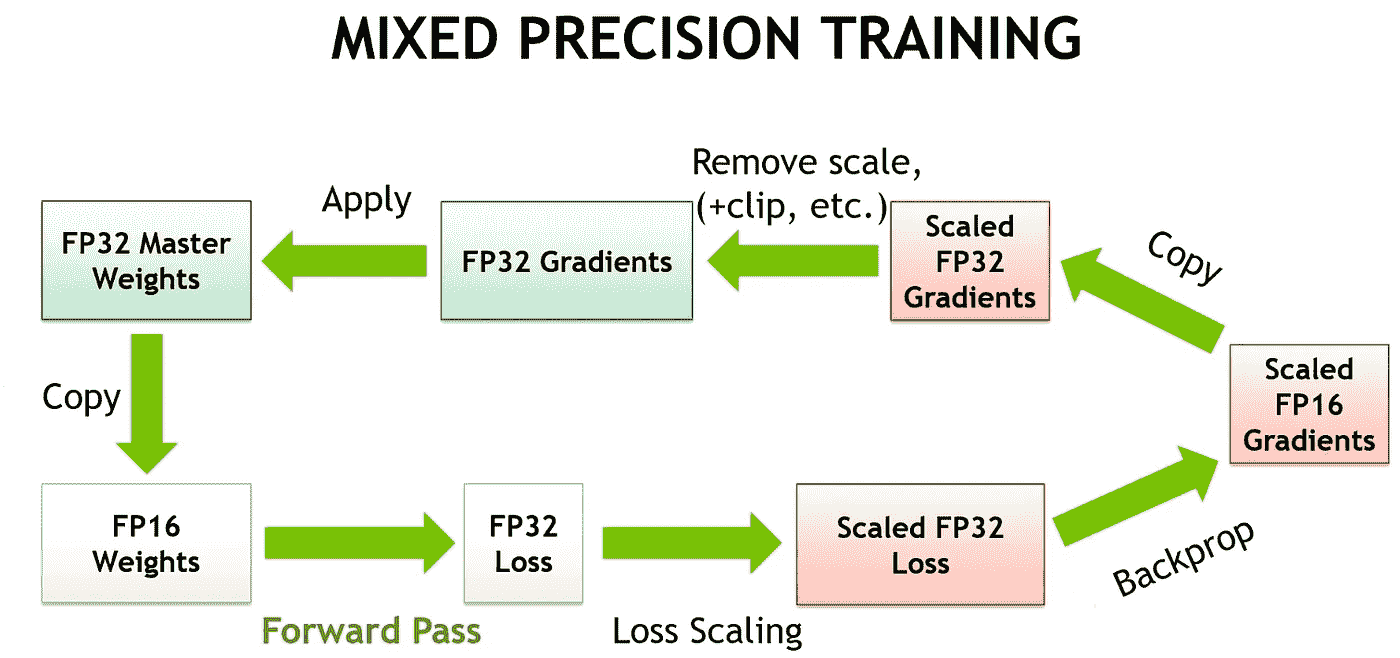 MIXED PRECISION TRAINING
Remove scale,
(+clip, etc.)
Apply
FP32 Master
Weights
FP32 Gradients
Scaled
FP32
Gradients
Copy
Copy
Scaled
FP16
Gradients
FP16
Weights
FP32
Loss
Scaled FP32
Loss
Backprop
Forward Pass
Loss Scaling